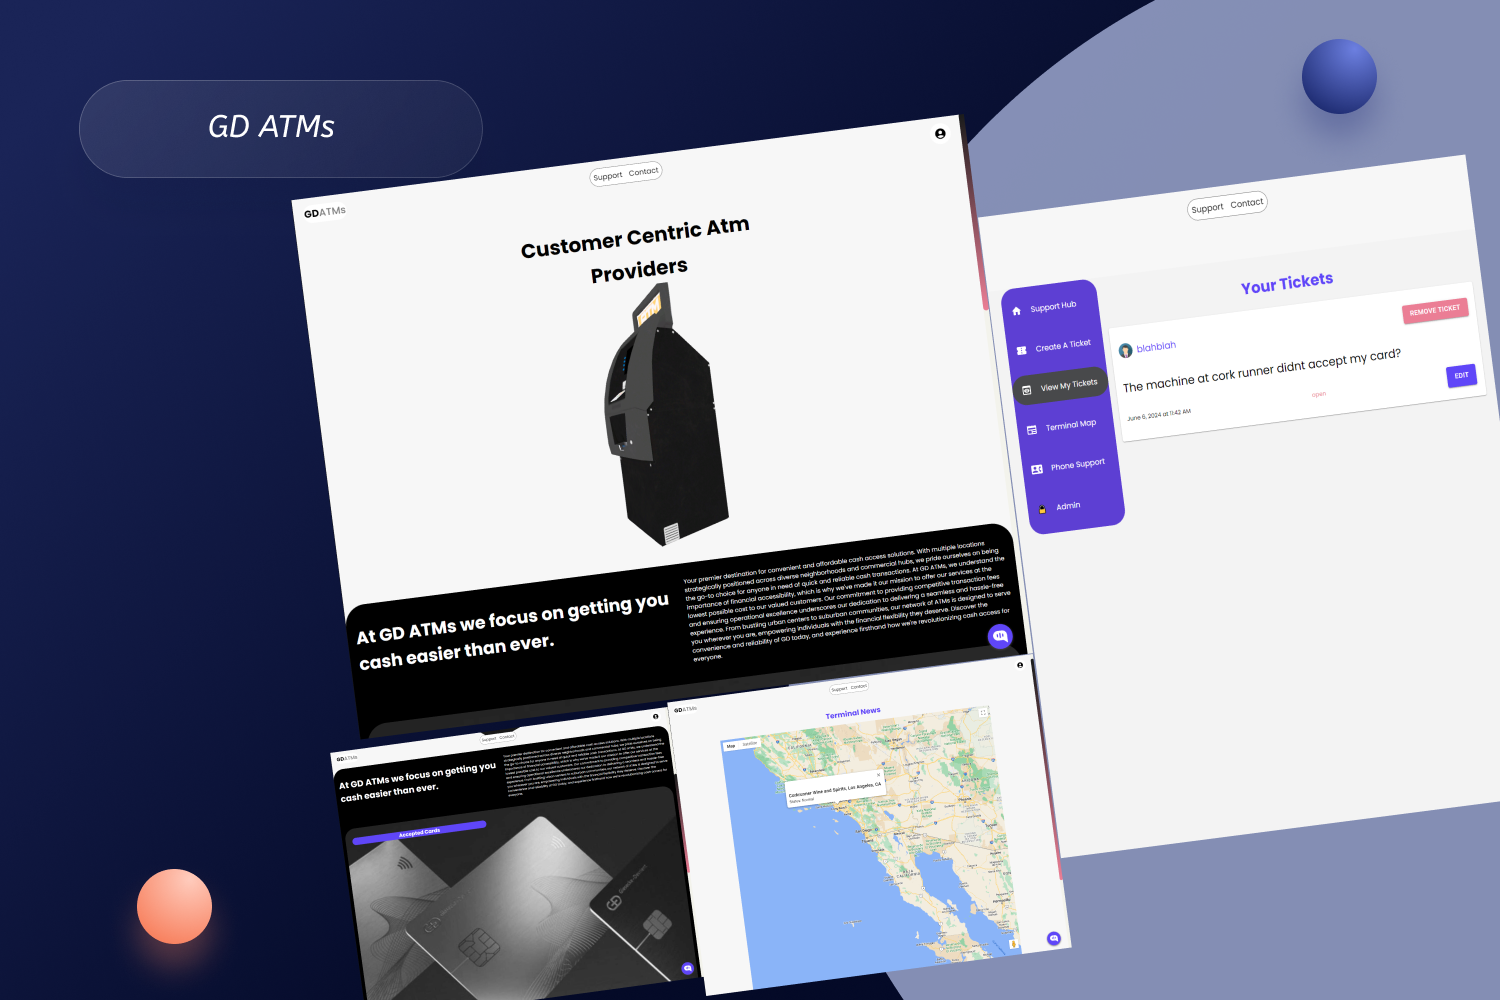 GD ATMs
Support Contact
GDATMs
Customer Centric Atm
Providers
At GD ATMs we focus on getting you
cash easier than ever.
Your premier destination for convenient and affordable cash access solutions. With multiple locations
strategically positioned across diverse neighborhoods and commercial hubs, we pride ourselves on being
the go-to choice for anyone in need of quick and reliable cash transactions. At GD ATMs, we understand the
importance of financial accessibility, which is why we've made it our mission to offer our services at the
lowest possible cost to our valued customers. Our commitment to providing competitive transaction fees
and ensuring operational excellence underscores our dedication to delivering a seamless and hassle-free
experience. From bustling urban centers to suburban communities, our network of ATMs is designed to serve
you wherever you are, empowering individuals with the financial flexibility they deserve. Discover the
convenience and reliability of GD today, and experience firsthand how we're revolutionizing cash access for
everyone.
Support Contact
Support Hub
Create A Ticket
View My Tickets
Terminal Map
Phone Support
Admin
Your Tickets
REMOVE TICKET
blahblah
The machine at cork runner didnt accept my card?
EDIT
open
June 6, 2024 at 11:42 AM
Support Contact
GDATMs
At GD ATMs we focus on getting you
cash easier than ever.
Accepted Cards
Support Contact
GDATMs
Terminal News
Map Satellite
Corkrunner Wine and Spirits, Los Angeles, CA
Status: Normal